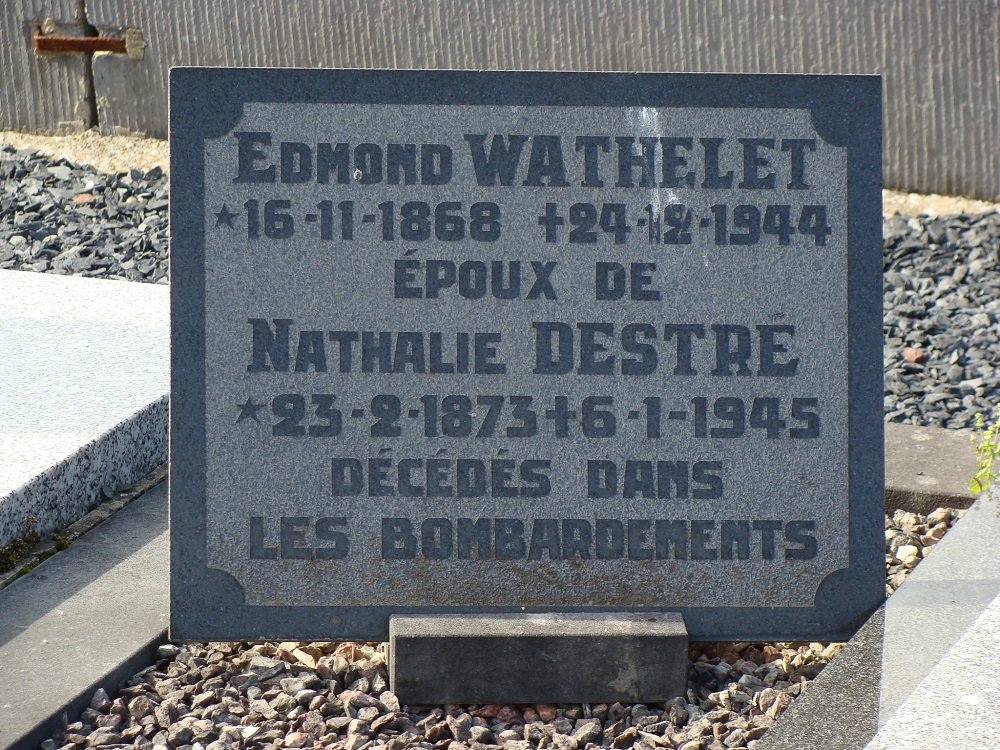 EDMOND WATHELET
★16-11-1868 ✝24-12-1944
ÉPOUX DE
NATHALIE DESTRÉ
★23-2-1873 ✝6-1-1945
DÉCÉDÉS DANS
LES BOMBARDEMENTS